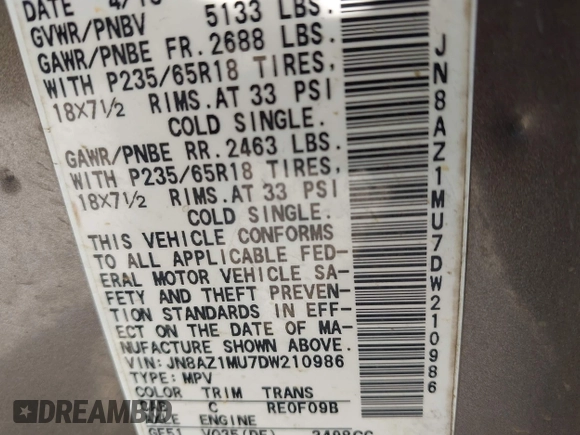 DATE 4/13
GVWR/PNBV 5133 LBS.
GAWR/PNBE FR. 2688 LBS.
WITH P235/65R18 TIRES,
18X7½ RIMS. AT 33 PSI
COLD SINGLE.
GAWR/PNBE RR. 2463 LBS.
WITH P235/65R18 TIRES,
18X7½ RIMS. AT 33 PSI
COLD SINGLE.
THIS VEHICLE CONFORMS
TO ALL APPLICABLE FED-
ERAL MOTOR VEHICLE SA-
FETY AND THEFT PREVEN-
TION STANDARDS IN EFF-
ECT ON THE DATE OF MA-
NUFACTURE SHOWN ABOVE.
VIN: JN8AZ1MU7DW210986
TYPE: MPV
COLOR TRIM TRANS
C RE0F09B
ENGINE
JN8AZ1MU7DW210986
AUTOHELPERBOT.COM